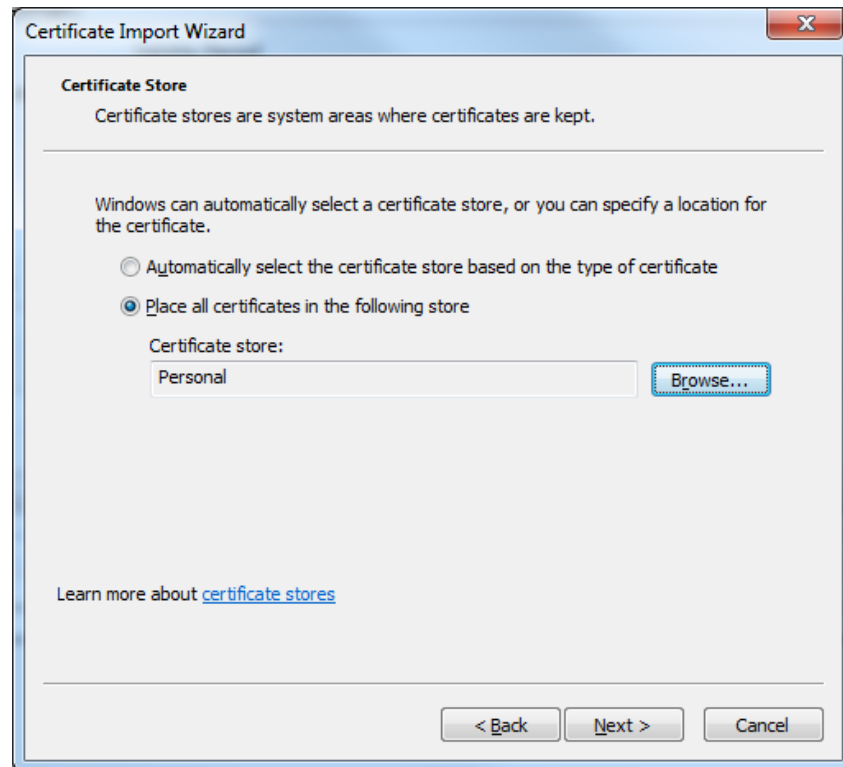 Certificate Import Wizard
Certificate Store
Certificate stores are system areas where certificates are kept.
Windows can automatically select a certificate store, or you can specify a location for
the certificate.
Automatically select the certificate store based on the type of certificate
Place all certificates in the following store
Certificate store:
Personal
Browse...
Learn more about certificate stores
< Back
Next >
Cancel